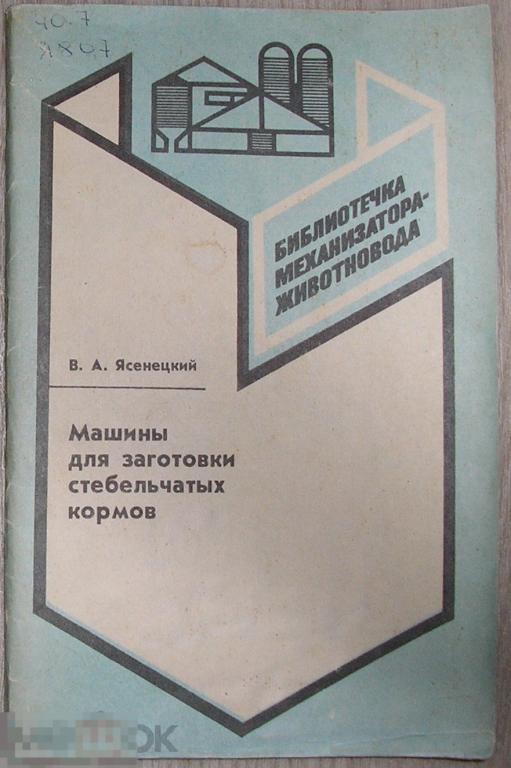 40.7
Я807
БИБЛИОТЕЧКА
МЕХАНИЗАТОРА-
ЖИВОТНОВОДА
В. А. Ясенецкий
Машины
для заготовки
стебельчатых
кормов